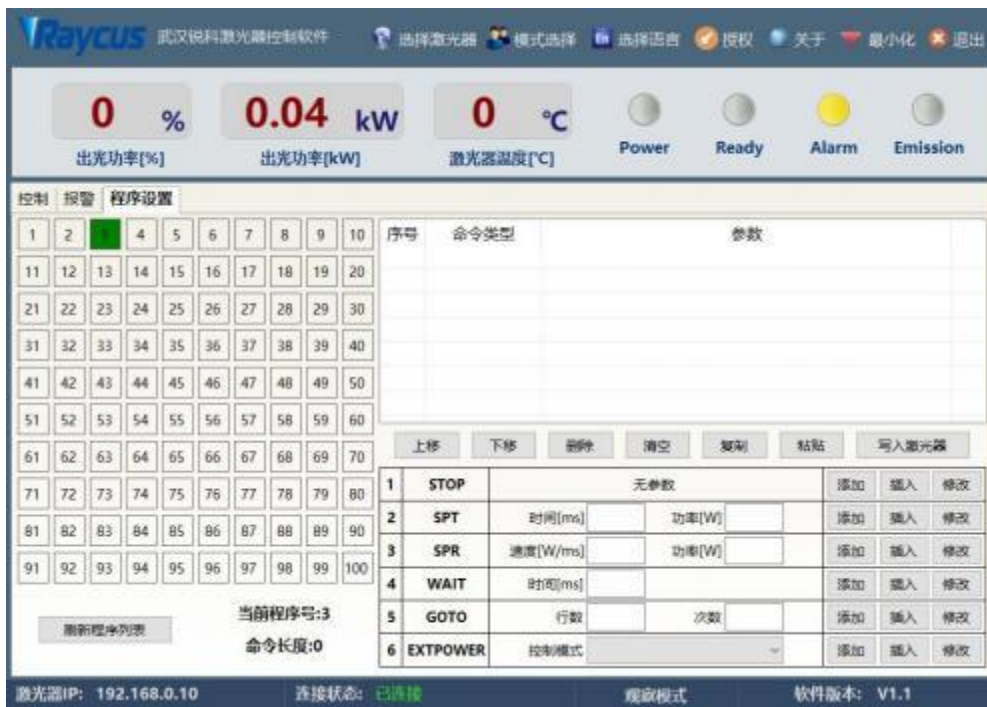 Raycus 武汉锐科激光器控制软件 选择激光器 模式选择 En 选择语言 授权 关于 最小化 退出
0 % 0.04 kW 0 ℃
出光功率[%] 出光功率[kW] 激光器温度[℃] Power Ready Alarm Emission
控制 报警 程序设置
1 2 3 4 5 6 7 8 9 10 序号 命令类型 参数
11 12 13 14 15 16 17 18 19 20
21 22 23 24 25 26 27 28 29 30
31 32 33 34 35 36 37 38 39 40
41 42 43 44 45 46 47 48 49 50
51 52 53 54 55 56 57 58 59 60
上移 下移 删除 清空 复制 粘贴 写入激光器
61 62 63 64 65 66 67 68 69 70
1 STOP 无参数 添加 插入 修改
71 72 73 74 75 76 77 78 79 80
2 SPT 时间[ms] 功率[W] 添加 插入 修改
81 82 83 84 85 86 87 88 89 90
3 SPR 速度[W/ms] 功率[W] 添加 插入 修改
91 92 93 94 95 96 97 98 99 100
4 WAIT 时间[ms] 添加 插入 修改
当前程序号:3
5 GOTO 行数 次数 添加 插入 修改
刷新程序列表
命令长度:0
6 EXTPOWER 控制模式 添加 插入 修改
激光器IP: 192.168.0.10 连接状态: 已连接 观察模式 软件版本: V1.1